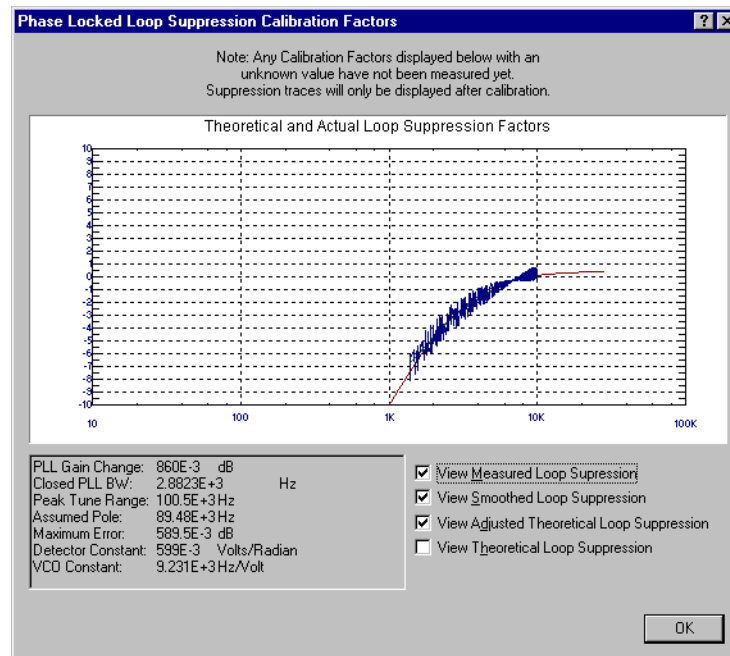 Phase Locked Loop Suppression Calibration Factors
Note: Any Calibration Factors displayed below with an
unknown value have not been measured yet.
Suppression traces will only be displayed after calibration.
Theoretical and Actual Loop Suppression Factors
10
9
8
7
6
5
4
3
2
1
0
-1
-2
-3
-4
-5
-6
-7
-8
-9
-10
10 100 1K 10K 100K
PLL Gain Change: 860E-3 dB
Closed PLL BW: 2.8823E+3 Hz
Peak Tune Range: 100.5E+3 Hz
Assumed Pole: 89.48E+3 Hz
Maximum Error: 589.5E-3 dB
Detector Constant: 599E-3 Volts/Radian
VCO Constant: 9.231E+3 Hz/Volt
View Measured Loop Supression
View Smoothed Loop Suppression
View Adjusted Theoretical Loop Suppression
View Theoretical Loop Suppression
OK